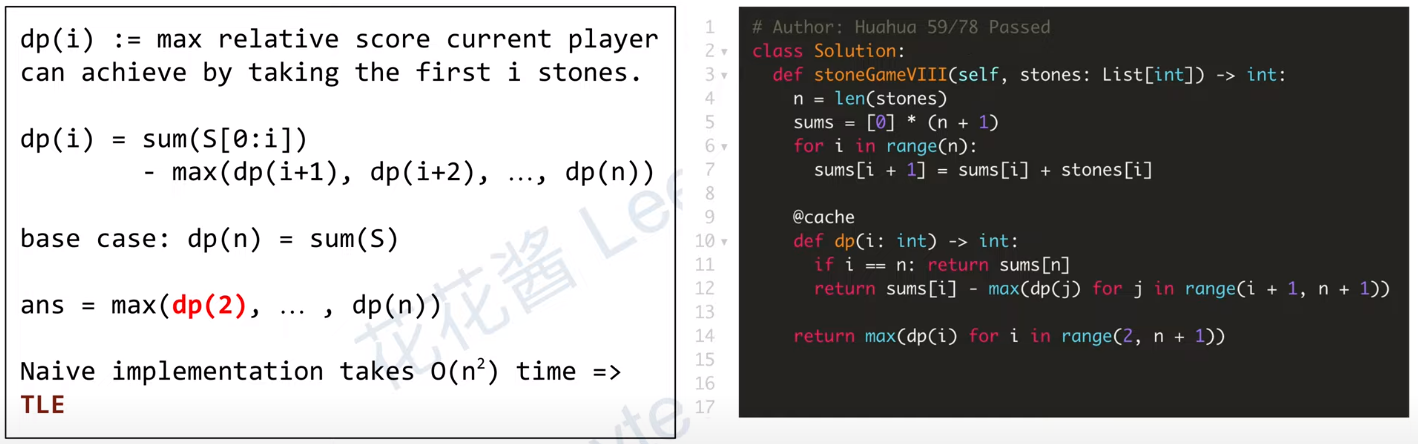 dp(i) := max relative score current player
can achieve by taking the first i stones.
dp(i) = sum(S[0:i])
- max(dp(i+1), dp(i+2), …, dp(n))
base case: dp(n) = sum(S)
ans = max(dp(2), … , dp(n))
Naive implementation takes O(n²) time =>
TLE
花花酱 Lee
1
2
3
4
5
6
7
8
9
10
11
12
13
14
15
16
17
# Author: Huahua 59/78 Passed
class Solution:
def stoneGameVIII(self, stones: List[int]) -> int:
n = len(stones)
sums = [0] * (n + 1)
for i in range(n):
sums[i + 1] = sums[i] + stones[i]
@cache
def dp(i: int) -> int:
if i == n: return sums[n]
return sums[i] - max(dp(j) for j in range(i + 1, n + 1))
return max(dp(i) for i in range(2, n + 1))